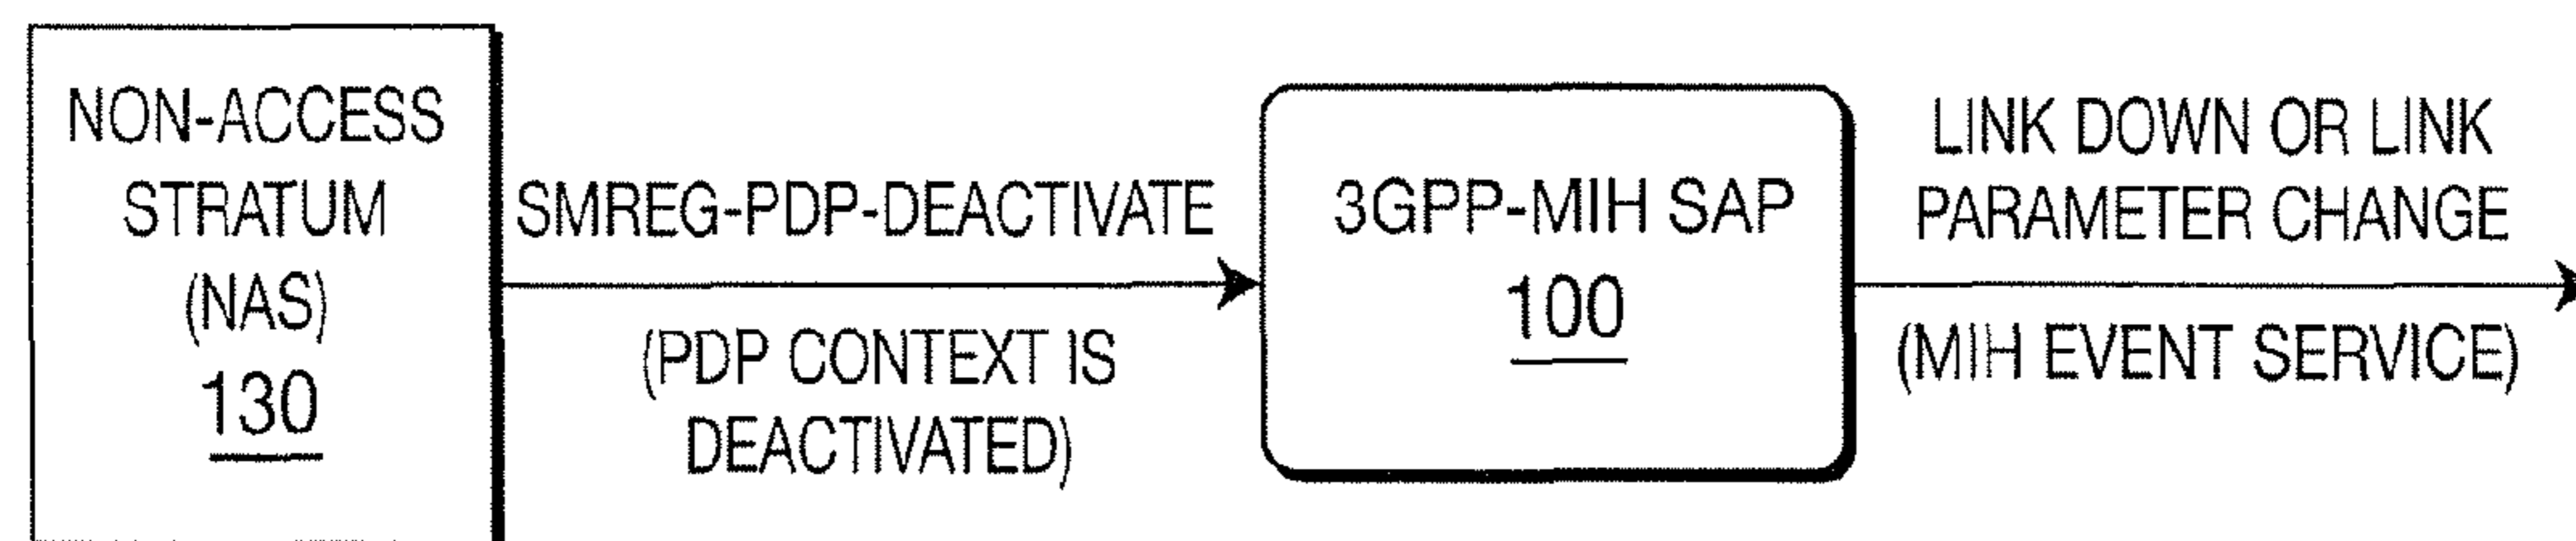 NON-ACCESS
STRATUM
(NAS)
130
SMREG-PDP-DEACTIVATE
(PDP CONTEXT IS
DEACTIVATED)
3GPP-MIH SAP
100
LINK DOWN OR LINK
PARAMETER CHANGE
(MIH EVENT SERVICE)